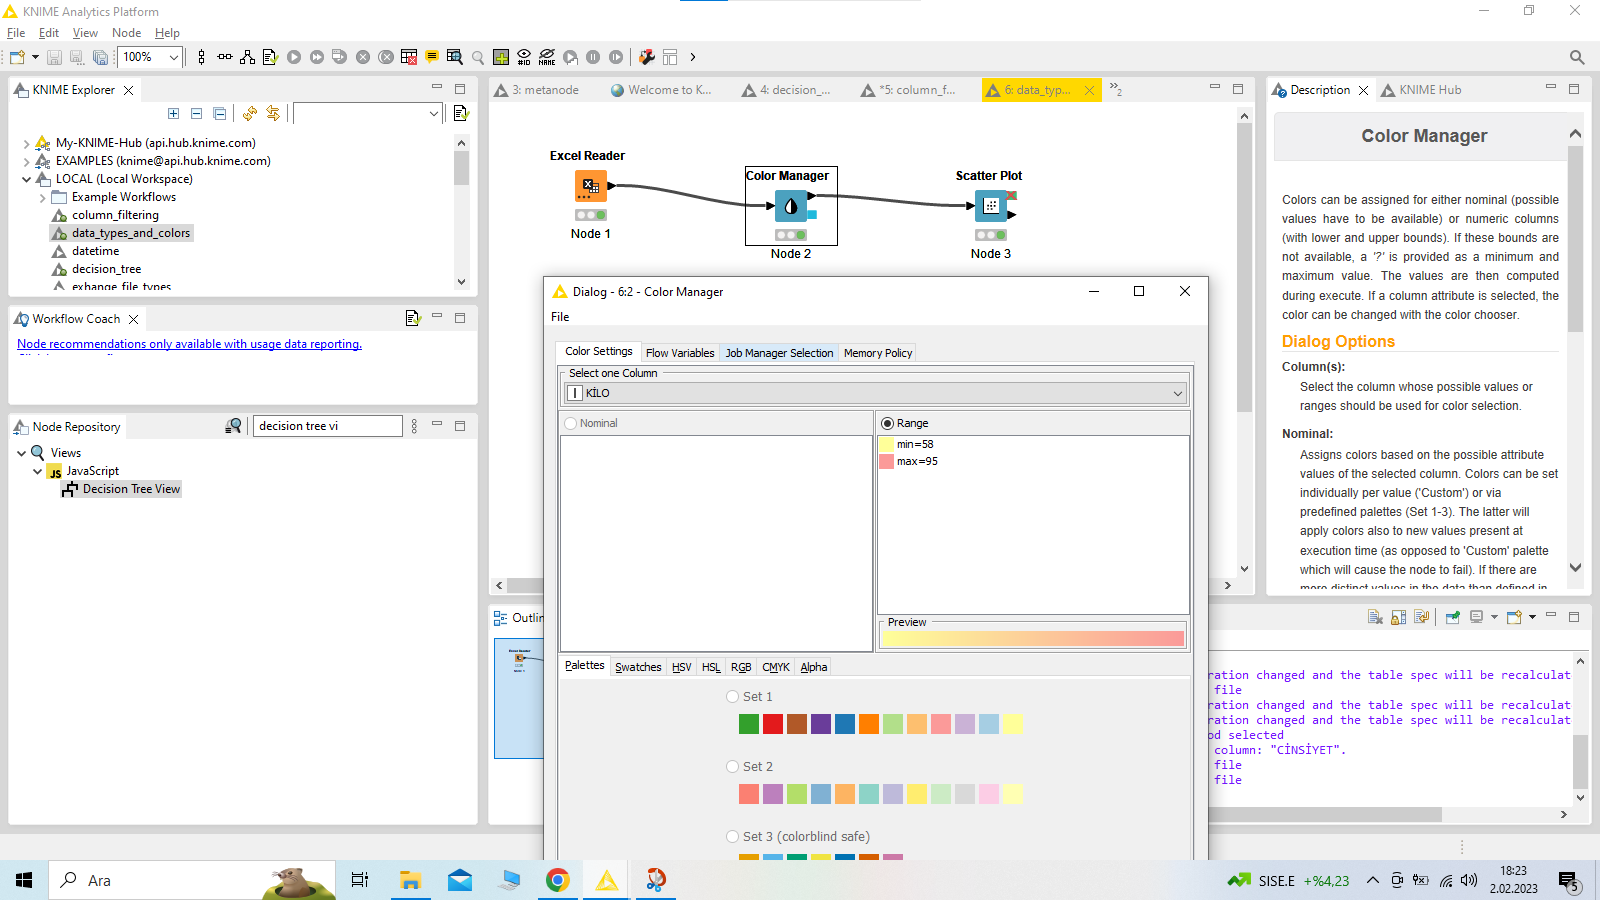 KNIME Analytics Platform
File Edit View Node Help
100%
KNIME Explorer
My-KNIME-Hub (api.hub.knime.com)
EXAMPLES (knime@api.hub.knime.com)
LOCAL (Local Workspace)
Example Workflows
column_filtering
data_types_and_colors
datetime
decision_tree
exhange_file_types
Workflow Coach
Node recommendations only available with usage data reporting.
Node Repository
decision tree vi
Views
JS JavaScript
Decision Tree View
3: metanode
Welcome to K...
4: decision_...
*5: column_f...
6: data_typ...
»2
Excel Reader
Node 1
Color Manager
Node 2
Scatter Plot
Node 3
Outlin
Dialog - 6:2 - Color Manager
File
Color Settings Flow Variables Job Manager Selection Memory Policy
Select one Column
I KİLO
Nominal
Range
min=58
max=95
Preview
Palettes Swatches HSV HSL RGB CMYK Alpha
Set 1
Set 2
Set 3 (colorblind safe)
Description
KNIME Hub
Color Manager
Colors can be assigned for either nominal (possible
values have to be available) or numeric columns
(with lower and upper bounds). If these bounds are
not available, a '?' is provided as a minimum and
maximum value. The values are then computed
during execute. If a column attribute is selected, the
color can be changed with the color chooser.
Dialog Options
Column(s):
Select the column whose possible values or
ranges should be used for color selection.
Nominal:
Assigns colors based on the possible attribute
values of the selected column. Colors can be set
individually per value ('Custom') or via
predefined palettes (Set 1-3). The latter will
apply colors also to new values present at
execution time (as opposed to 'Custom' palette
which will cause the node to fail). If there are
more distinct values in the data than defined in
ration changed and the table spec will be recalculat
file
ration changed and the table spec will be recalculat
ration changed and the table spec will be recalculat
od selected
column: "CİNSİYET".
file
file
Ara
SISE.E +%4,23
18:23
2.02.2023
5